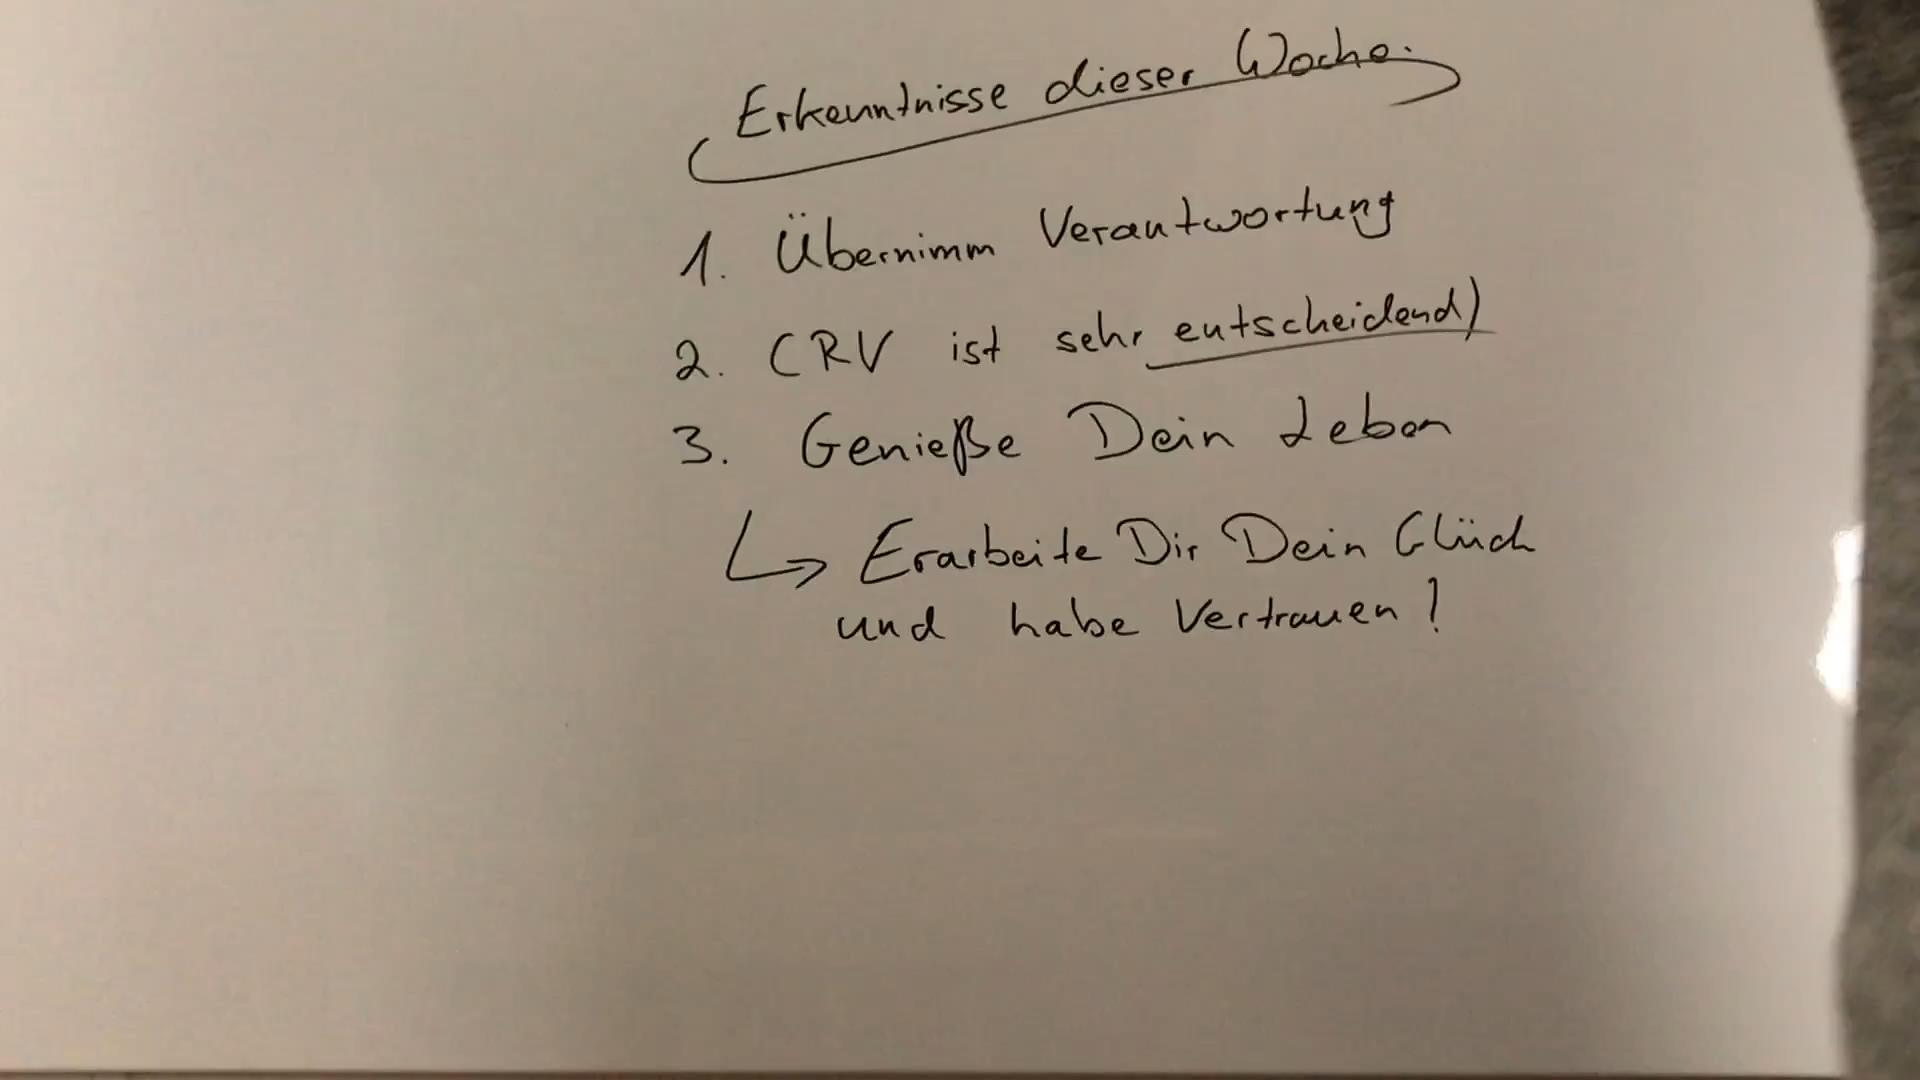 Erkenntnisse dieser Woche.
1. Übernimm Verantwortung
2. CRV ist sehr entscheidend)
3. Genieße Dein Leben
↳ Erarbeite Dir Dein Glück
und habe Vertrauen!